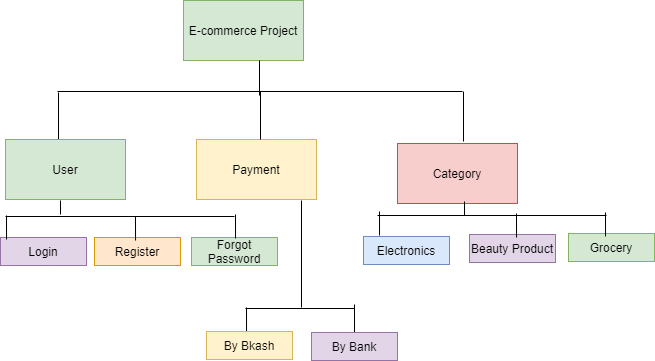 E-commerce Project
User
Payment
Category
Login
Register
Forgot
Password
Electronics
Beauty Product
Grocery
By Bkash
By Bank